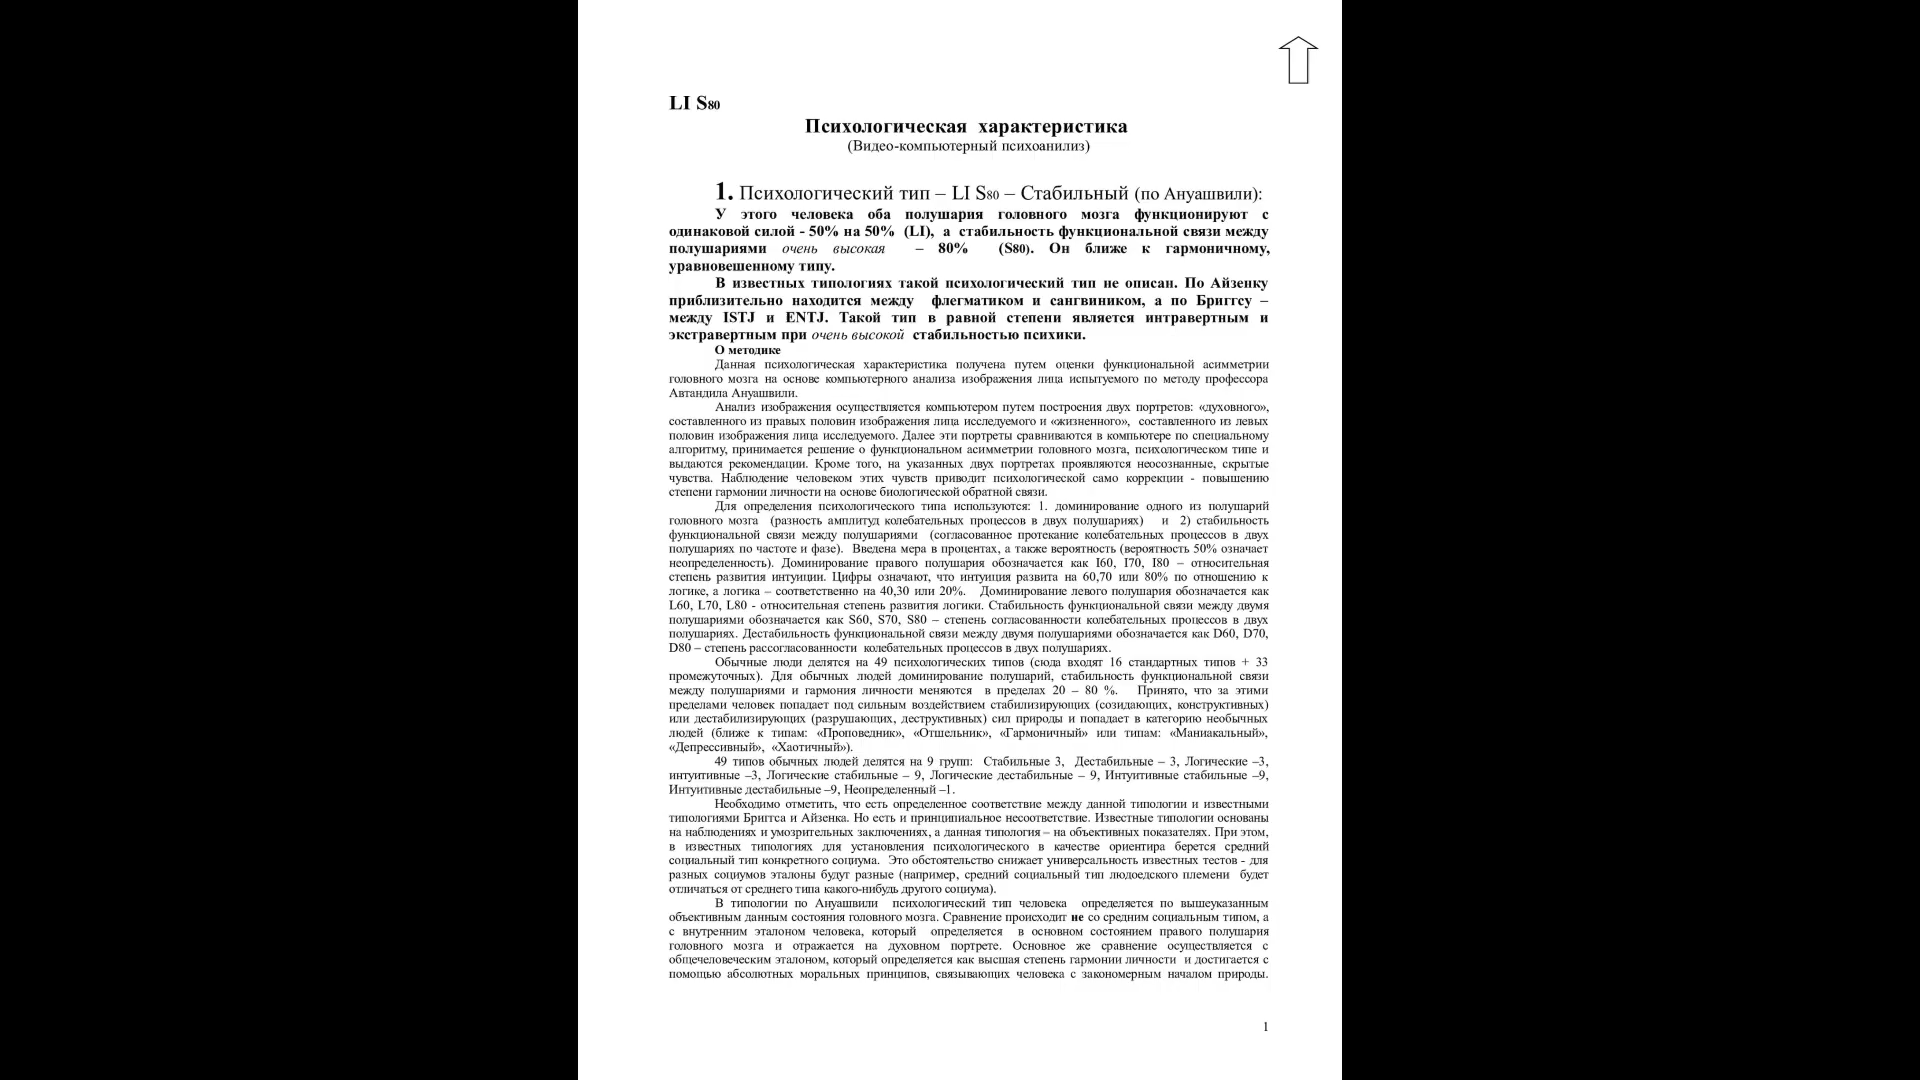 LI S80
Психологическая характеристика
(Видео-компьютерный психоанилиз)
1. Психологический тип – LI S80 – Стабильный (по Ануашвили):
У этого человека оба полушария головного мозга функционируют с
одинаковой силой - 50% на 50% (LI), а стабильность функциональной связи между
полушариями очень высокая – 80% (S80). Он ближе к гармоничному,
уравновешенному типу.
В известных типологиях такой психологический тип не описан. По Айзенку
приблизительно находится между флегматиком и сангвиником, а по Бриггсу –
между ISTJ и ENTJ. Такой тип в равной степени является интравертным и
экстравертным при очень высокой стабильностью психики.
О методике
Данная психологическая характеристика получена путем оценки функциональной асимметрии
головного мозга на основе компьютерного анализа изображения лица испытуемого по методу профессора
Автандила Ануашвили.
Анализ изображения осуществляется компьютером путем построения двух портретов: «духовного»,
составленного из правых половин изображения лица исследуемого и «жизненного», составленного из левых
половин изображения лица исследуемого. Далее эти портреты сравниваются в компьютере по специальному
алгоритму, принимается решение о функциональном асимметрии головного мозга, психологическом типе и
выдаются рекомендации. Кроме того, на указанных двух портретах проявляются неосознанные, скрытые
чувства. Наблюдение человеком этих чувств приводит психологической само коррекции - повышению
степени гармонии личности на основе биологической обратной связи.
Для определения психологического типа используются: 1. доминирование одного из полушарий
головного мозга (разность амплитуд колебательных процессов в двух полушариях) и 2) стабильность
функциональной связи между полушариями (согласованное протекание колебательных процессов в двух
полушариях по частоте и фазе). Введена мера в процентах, а также вероятность (вероятность 50% означает
неопределенность). Доминирование правого полушария обозначается как I60, I70, I80 – относительная
степень развития интуиции. Цифры означают, что интуиция развита на 60,70 или 80% по отношению к
логике, а логика – соответственно на 40,30 или 20%. Доминирование левого полушария обозначается как
L60, L70, L80 - относительная степень развития логики. Стабильность функциональной связи между двумя
полушариями обозначается как S60, S70, S80 – степень согласованности колебательных процессов в двух
полушариях. Дестабильность функциональной связи между двумя полушариями обозначается как D60, D70,
D80 – степень рассогласованности колебательных процессов в двух полушариях.
Обычные люди делятся на 49 психологических типов (сюда входят 16 стандартных типов + 33
промежуточных). Для обычных людей доминирование полушарий, стабильность функциональной связи
между полушариями и гармония личности меняются в пределах 20 – 80 %. Принято, что за этими
пределами человек попадает под сильным воздействием стабилизирующих (созидающих, конструктивных)
или дестабилизирующих (разрушающих, деструктивных) сил природы и попадает в категорию необычных
людей (ближе к типам: «Проповедник», «Отшельник», «Гармоничный» или типам: «Маниакальный»,
«Депрессивный», «Хаотичный»).
49 типов обычных людей делятся на 9 групп: Стабильные 3, Дестабильные – 3, Логические –3,
интуитивные –3, Логические стабильные – 9, Логические дестабильные – 9, Интуитивные стабильные –9,
Интуитивные дестабильные –9, Неопределенный –1.
Необходимо отметить, что есть определенное соответствие между данной типологии и известными
типологиями Бриггса и Айзенка. Но есть и принципиальное несоответствие. Известные типологии основаны
на наблюдениях и умозрительных заключениях, а данная типология – на объективных показателях. При этом,
в известных типологиях для установления психологического в качестве ориентира берется средний
социальный тип конкретного социума. Это обстоятельство снижает универсальность известных тестов - для
разных социумов эталоны будут разные (например, средний социальный тип людоедского племени будет
отличаться от среднего типа какого-нибудь другого социума).
В типологии по Ануашвили психологический тип человека определяется по вышеуказанным
объективным данным состояния головного мозга. Сравнение происходит не со средним социальным типом, а
с внутренним эталоном человека, который определяется в основном состоянием правого полушария
головного мозга и отражается на духовном портрете. Основное же сравнение осуществляется с
общечеловеческим эталоном, который определяется как высшая степень гармонии личности и достигается с
помощью абсолютных моральных принципов, связывающих человека с закономерным началом природы.
1